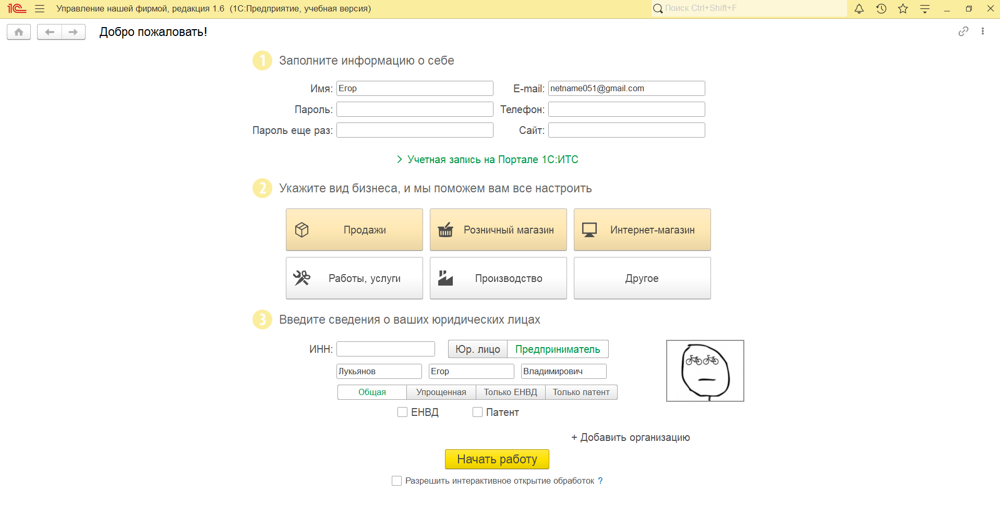 1С Управление нашей фирмой, редакция 1.6 (1С:Предприятие, учебная версия) Поиск Ctrl+Shift+F
Добро пожаловать!
1 Заполните информацию о себе
Имя: Егор E-mail: netname051@gmail.com
Пароль: Телефон:
Пароль еще раз: Сайт:
> Учетная запись на Портале 1С:ИТС
2 Укажите вид бизнеса, и мы поможем вам все настроить
Продажи Розничный магазин Интернет-магазин
Работы, услуги Производство Другое
3 Введите сведения о ваших юридических лицах
ИНН: Юр. лицо Предприниматель
Лукьянов Егор Владимирович
Общая Упрощенная Только ЕНВД Только патент
ЕНВД Патент
+ Добавить организацию
Начать работу
Разрешить интерактивное открытие обработок ?